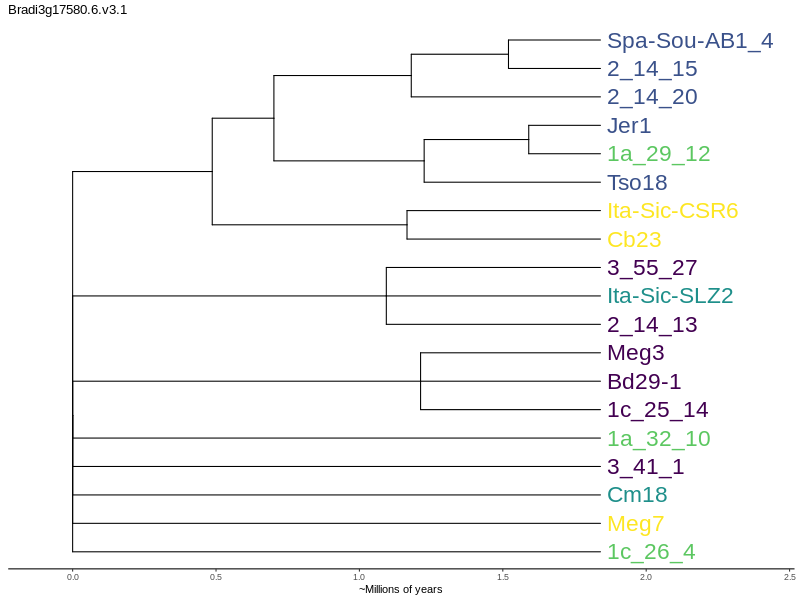 Bradi3g17580.6.v3.1
Spa-Sou-AB1_4
2_14_15
2_14_20
Jer1
1a_29_12
Tso18
Ita-Sic-CSR6
Cb23
3_55_27
Ita-Sic-SLZ2
2_14_13
Meg3
Bd29-1
1c_25_14
1a_32_10
3_41_1
Cm18
Meg7
1c_26_4
0.0 0.5 1.0 1.5 2.0 2.5
~Millions of years